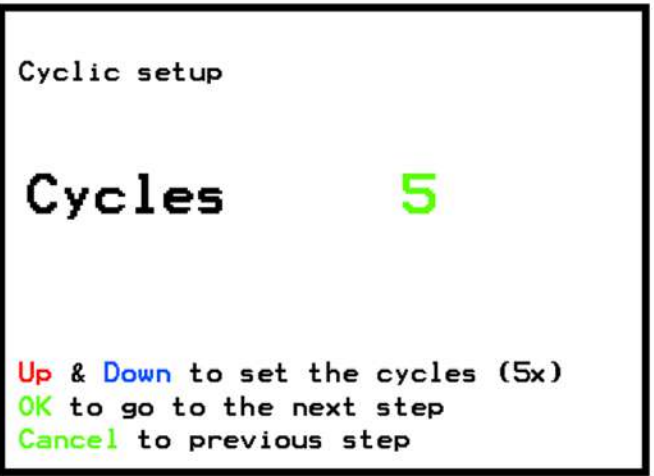 Cyclic setup
Cycles 5
Up & Down to set the cycles (5x)
OK to go to the next step
Cancel to previous step